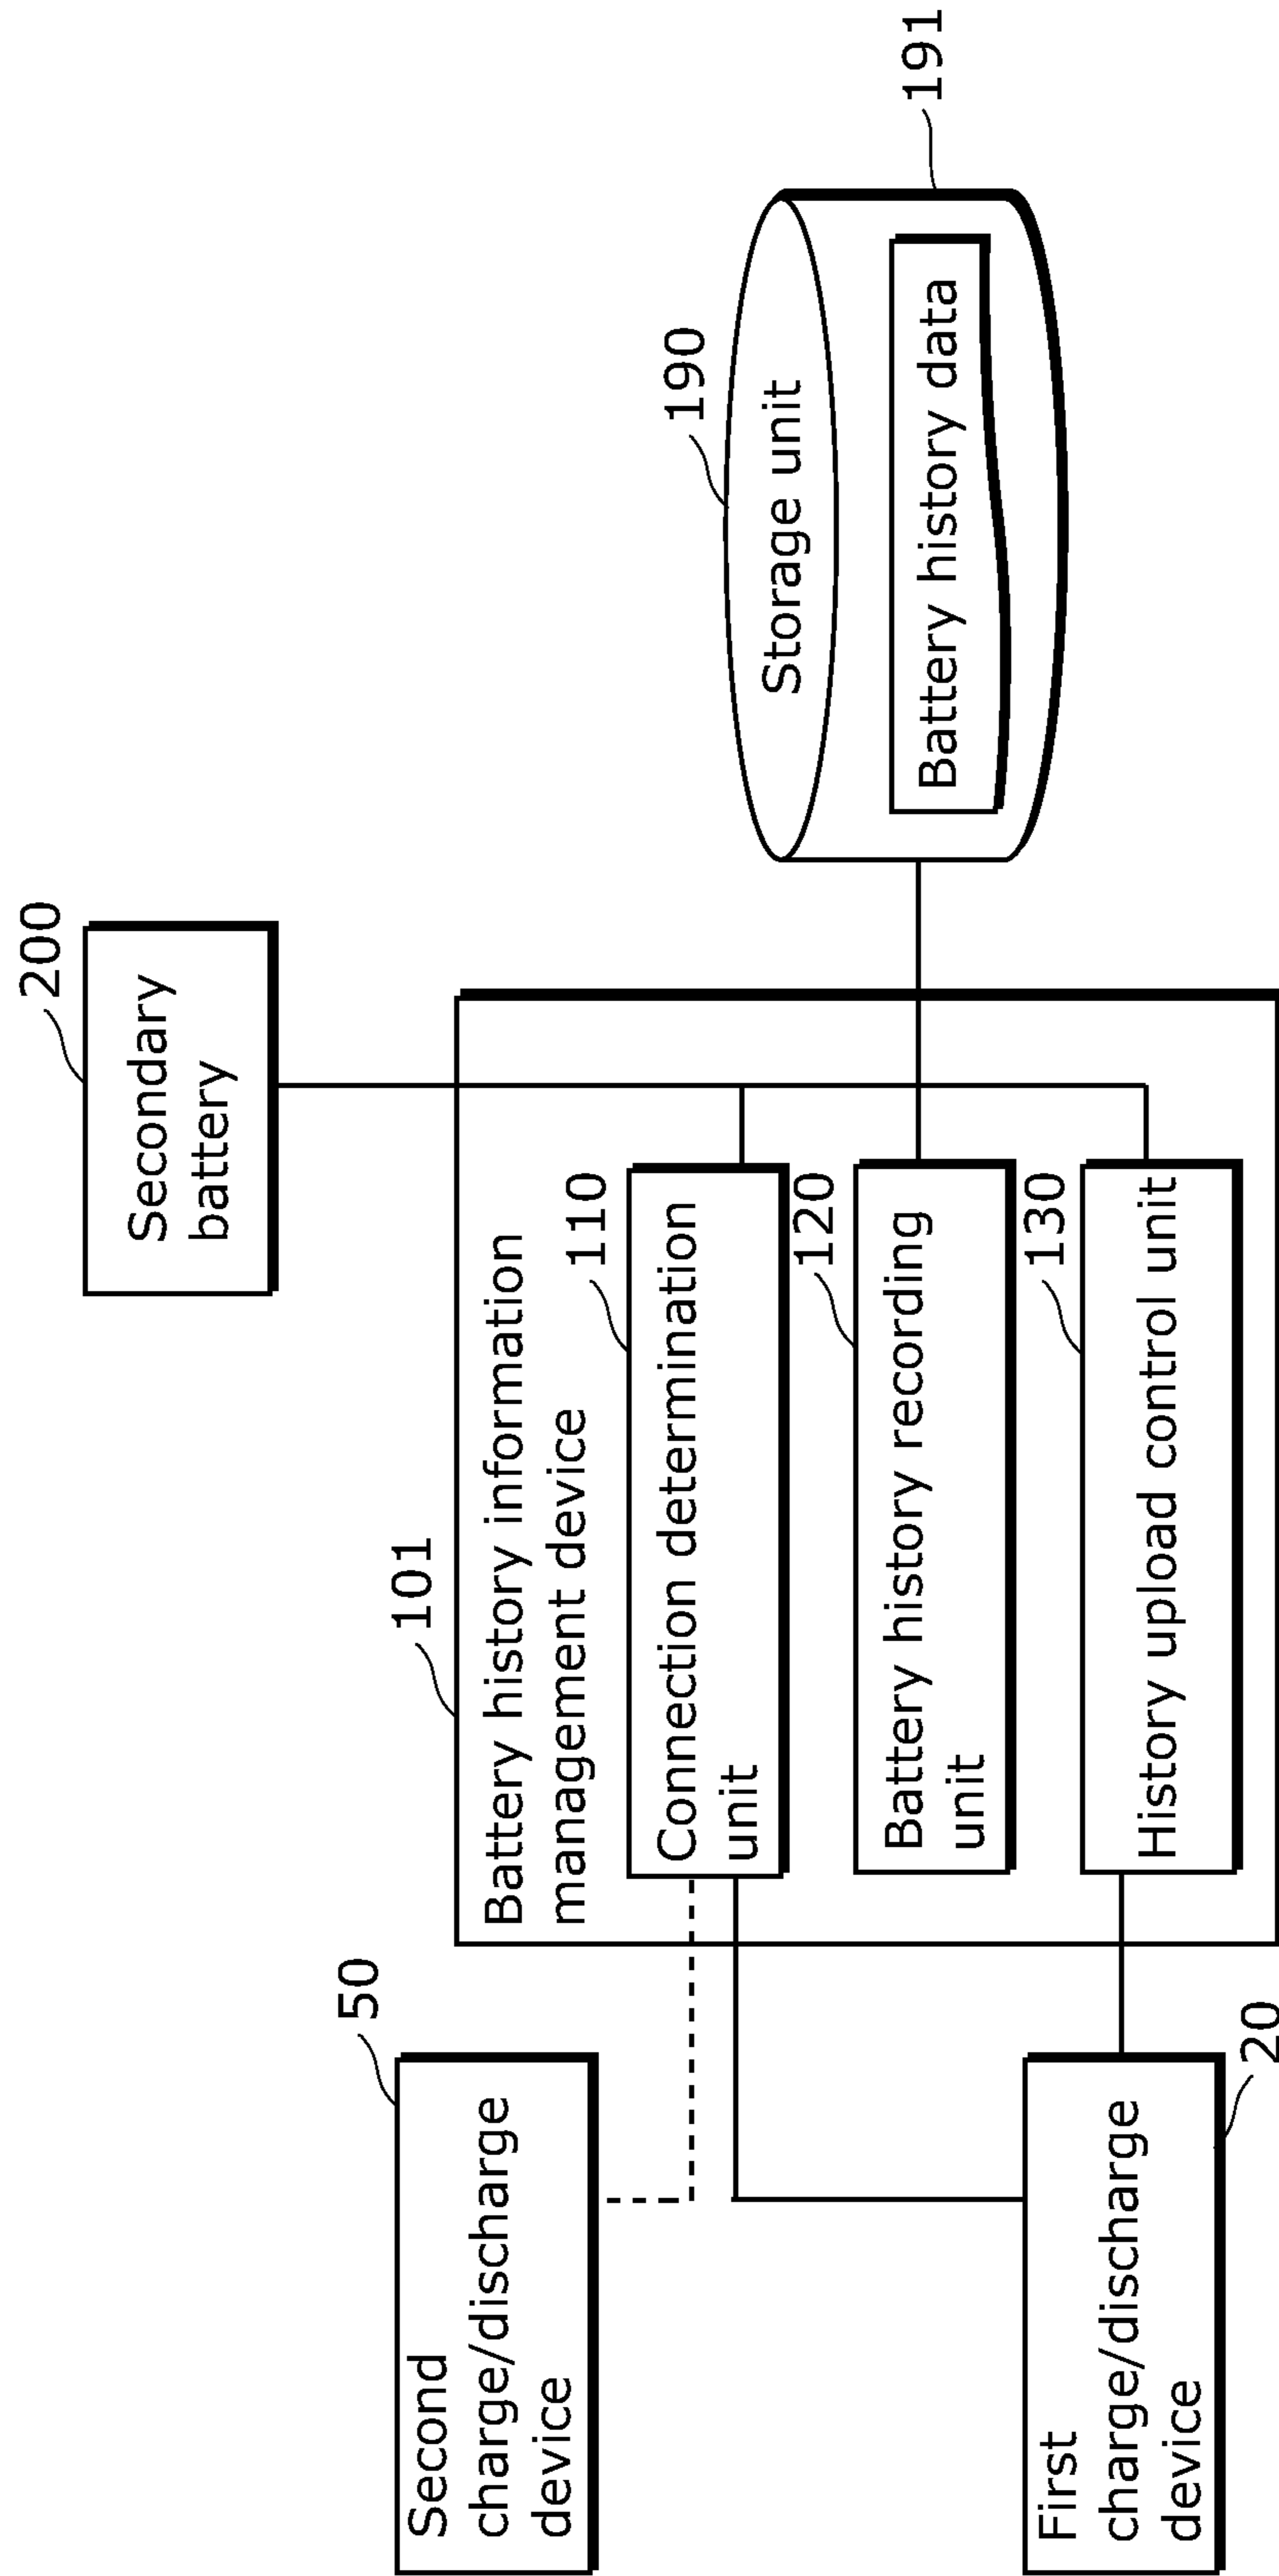 200
Secondary
battery
101
Battery history information
management device
50
Second
charge/discharge
device
110
Connection determination
unit
190
Storage unit
120
Battery history recording
unit
191
Battery history data
130
History upload control unit
First
charge/discharge
device
20